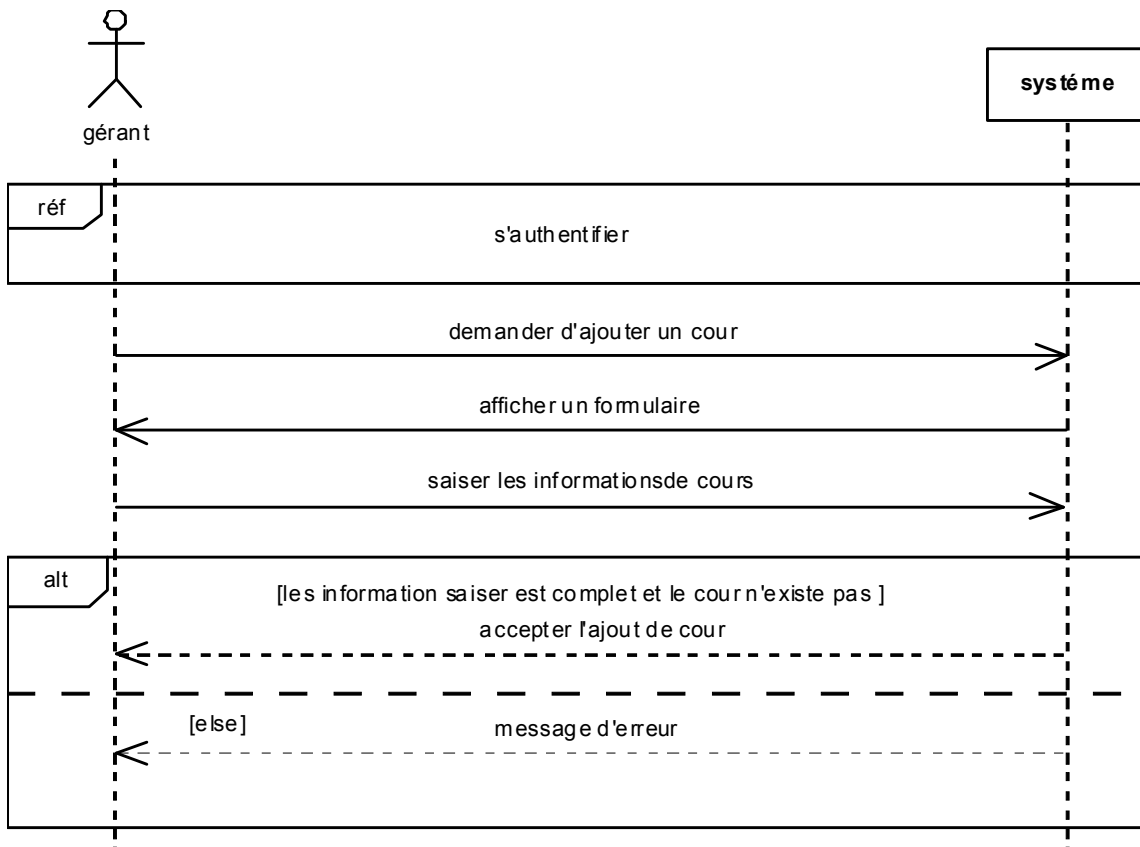 systéme
gérant
réf
s'authentifier
demander d'ajouter un cour
afficher un formulaire
saiser les informationsde cours
alt
[les information saiser est complet et le cour n'existe pas ]
accepter l'ajout de cour
[else]
message d'erreur